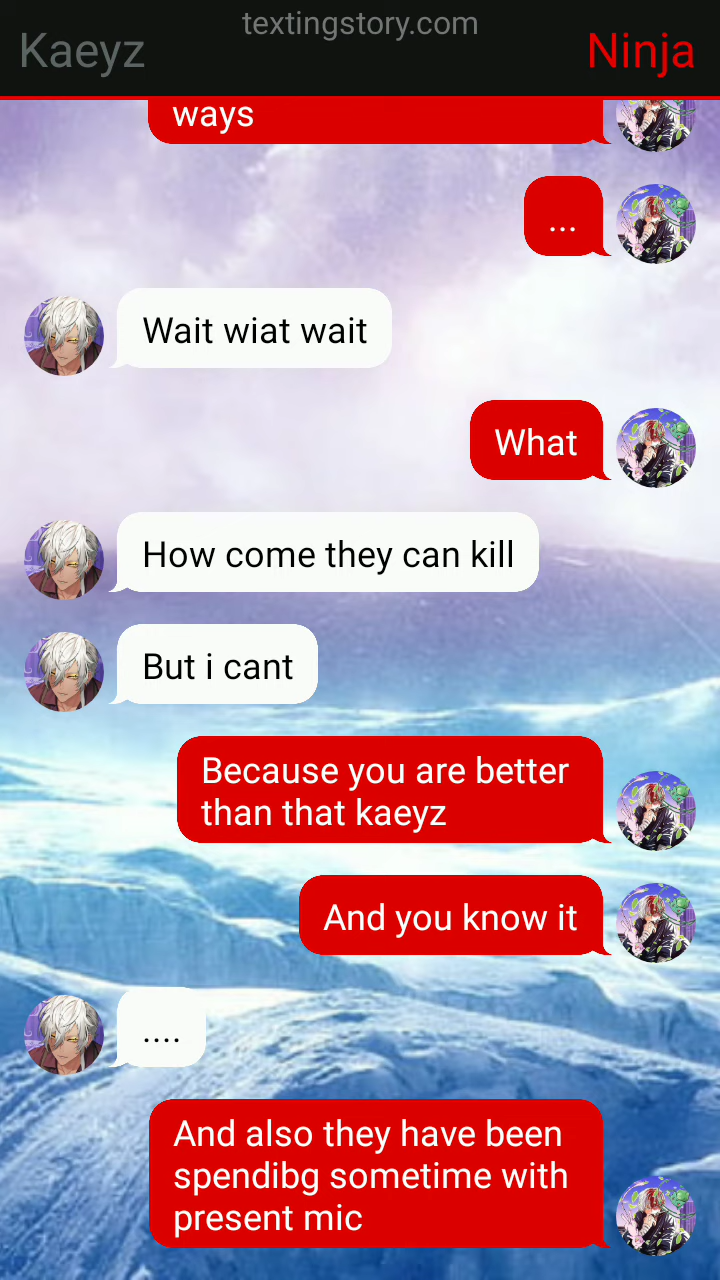 textingstory.com
Kaeyz
Ninja
ways
...
Wait wiat wait
What
How come they can kill
But i cant
Because you are better
than that kaeyz
And you know it
....
And also they have been
spendibg sometime with
present mic